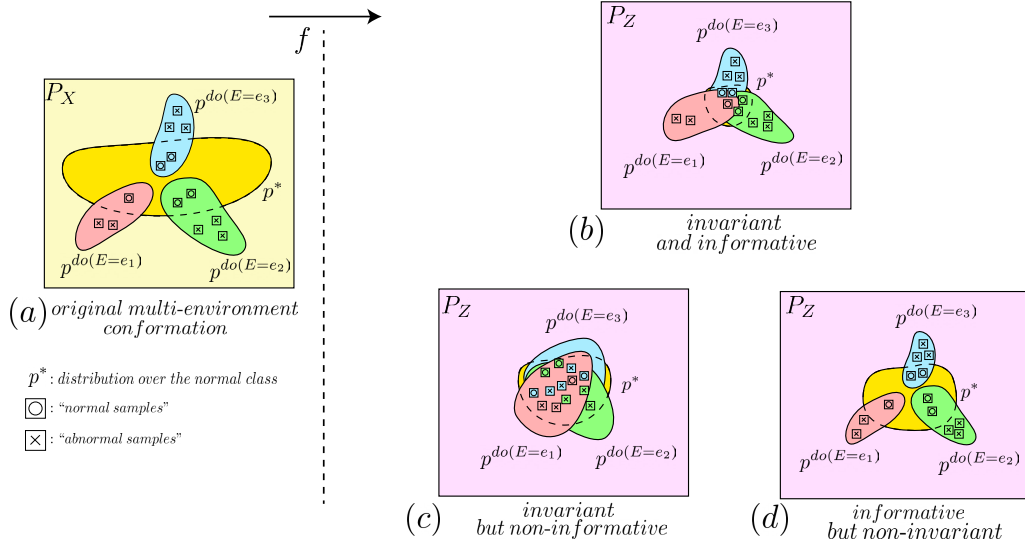 f
P_X
p^{do(E=e_3)}
p^*
p^{do(E=e_1)}
p^{do(E=e_2)}
(a) original multi-environment
conformation
p^* : distribution over the normal class
: “normal samples”
: “abnormal samples”
P_Z
p^{do(E=e_3)}
p^*
p^{do(E=e_1)}
p^{do(E=e_2)}
(b) invariant
and informative
P_Z
p^{do(E=e_3)}
p^*
p^{do(E=e_1)}
p^{do(E=e_2)}
(c) invariant
but non-informative
P_Z
p^{do(E=e_3)}
p^*
p^{do(E=e_1)}
p^{do(E=e_2)}
(d) informative
but non-invariant